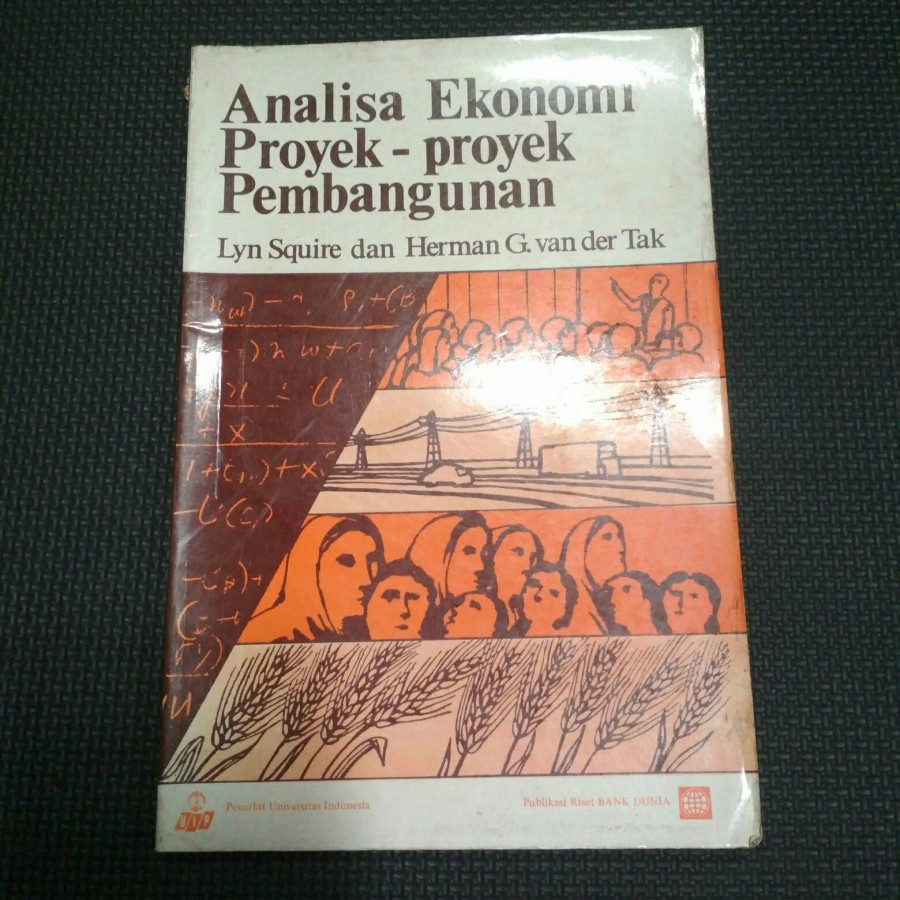 Analisa Ekonomi
Proyek - proyek
Pembangunan
Lyn Squire dan Herman G. van der Tak
1+(c,,)+x
-L(c,)
Penerbit Universitas Indonesia
Publikasi Riset BANK DUNIA